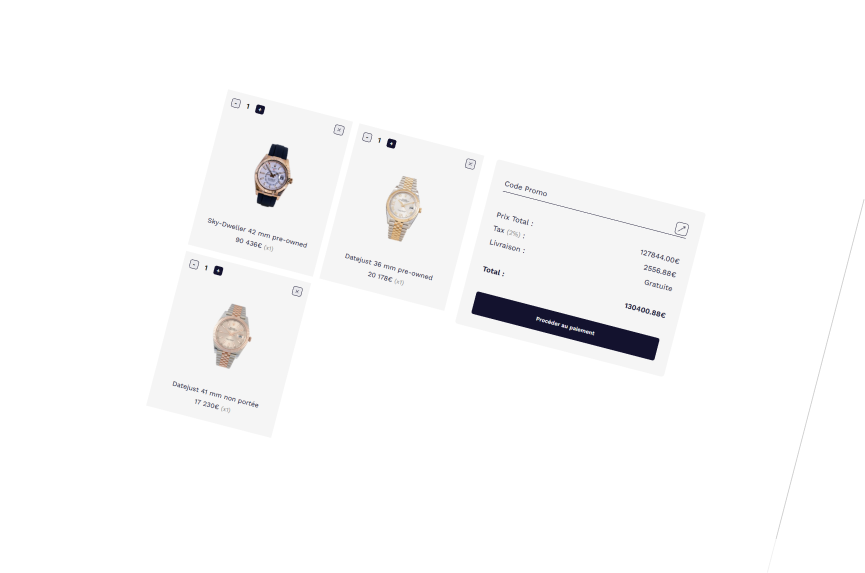 - 1 +
Sky-Dweller 42 mm pre-owned
90 436€ (x1)
- 1 +
Datejust 36 mm pre-owned
20 178€ (x1)
- 1 +
Datejust 41 mm non portée
17 230€ (x1)
Code Promo
Prix Total : 127844.00€
Tax (2%) : 2556.88€
Livraison : Gratuite
Total : 130400.88€
Procéder au paiement